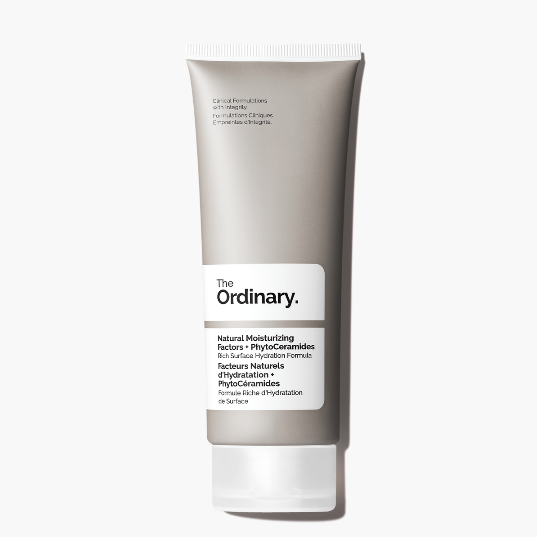 Clinical Formulations
with Integrity.
Formulations Cliniques
Empreintes d'Integrité.
The
Ordinary.
Natural Moisturizing
Factors + PhytoCeramides
Rich Surface Hydration Formula
Facteurs Naturels
d'Hydratation +
PhytoCéramides
Formule Riche d'Hydratation
de Surface